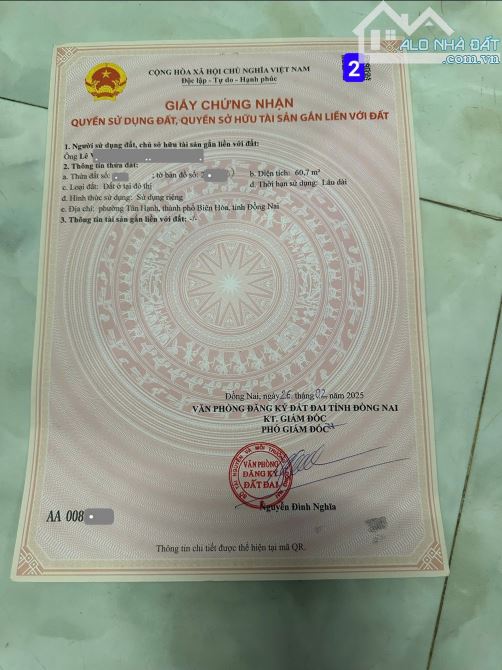 ALO NHÀ ĐẤT
.com.vn
2
CỘNG HÒA XÃ HỘI CHỦ NGHĨA VIỆT NAM
Độc lập - Tự do - Hạnh phúc
GIẤY CHỨNG NHẬN
QUYỀN SỬ DỤNG ĐẤT, QUYỀN SỞ HỮU TÀI SẢN GẮN LIỀN VỚI ĐẤT
1. Người sử dụng đất, chủ sở hữu tài sản gắn liền với đất:
Ông Lê
2. Thông tin thửa đất:
a. Thửa đất số: ; tờ bản đồ số: b. Diện tích: 60,7 m²
c. Loại đất: Đất ở tại đô thị d. Thời hạn sử dụng: Lâu dài
đ. Hình thức sử dụng: Sử dụng riêng
e. Địa chỉ: phường Tân Hạnh, thành phố Biên Hòa, tỉnh Đồng Nai
3. Thông tin tài sản gắn liền với đất: -/-
Đồng Nai, ngày 26 tháng 02 năm 2025
VĂN PHÒNG ĐĂNG KÝ ĐẤT ĐAI TỈNH ĐỒNG NAI
KT. GIÁM ĐỐC
PHÓ GIÁM ĐỐC
VĂN PHÒNG
ĐĂNG KÝ
ĐẤT ĐAI
Nguyễn Đình Nghĩa
AA 008
Thông tin chi tiết được thể hiện tại mã QR.